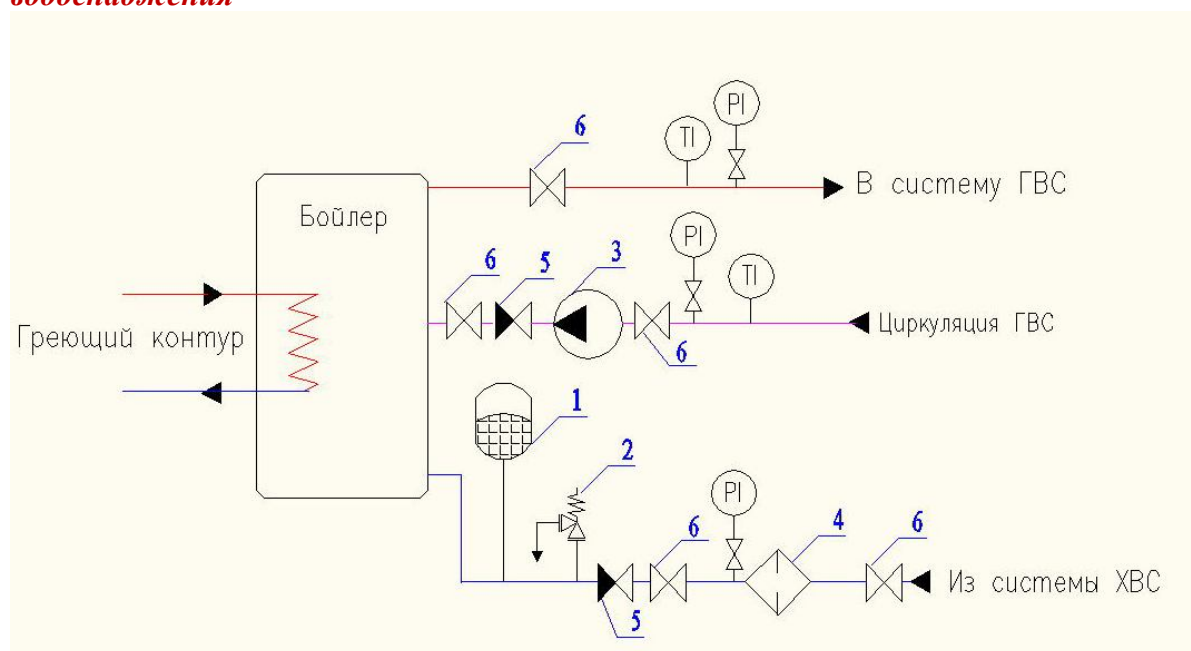 водоснабжения
PI
6
TI
В систему ГВС
Бойлер
PI
6
5
3
TI
Греющий контур
Циркуляция ГВС
6
1
2
PI
6
4
6
Из системы ХВС
5